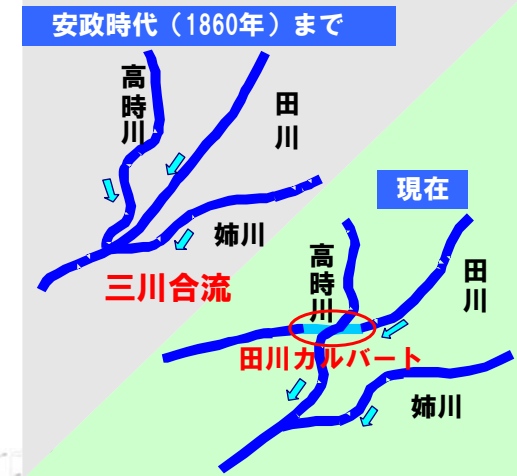 安政時代（1860年）まで
高時川
田川
姉川
三川合流
現在
高時川
田川
田川カルバート
姉川